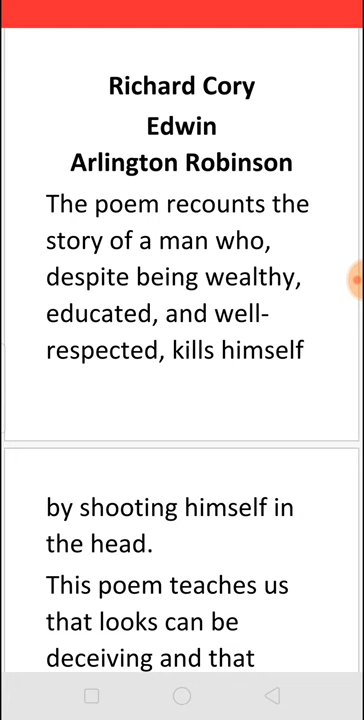 Richard Cory
Edwin
Arlington Robinson
The poem recounts the
story of a man who,
despite being wealthy,
educated, and well-
respected, kills himself
by shooting himself in
the head.
This poem teaches us
that looks can be
deceiving and that